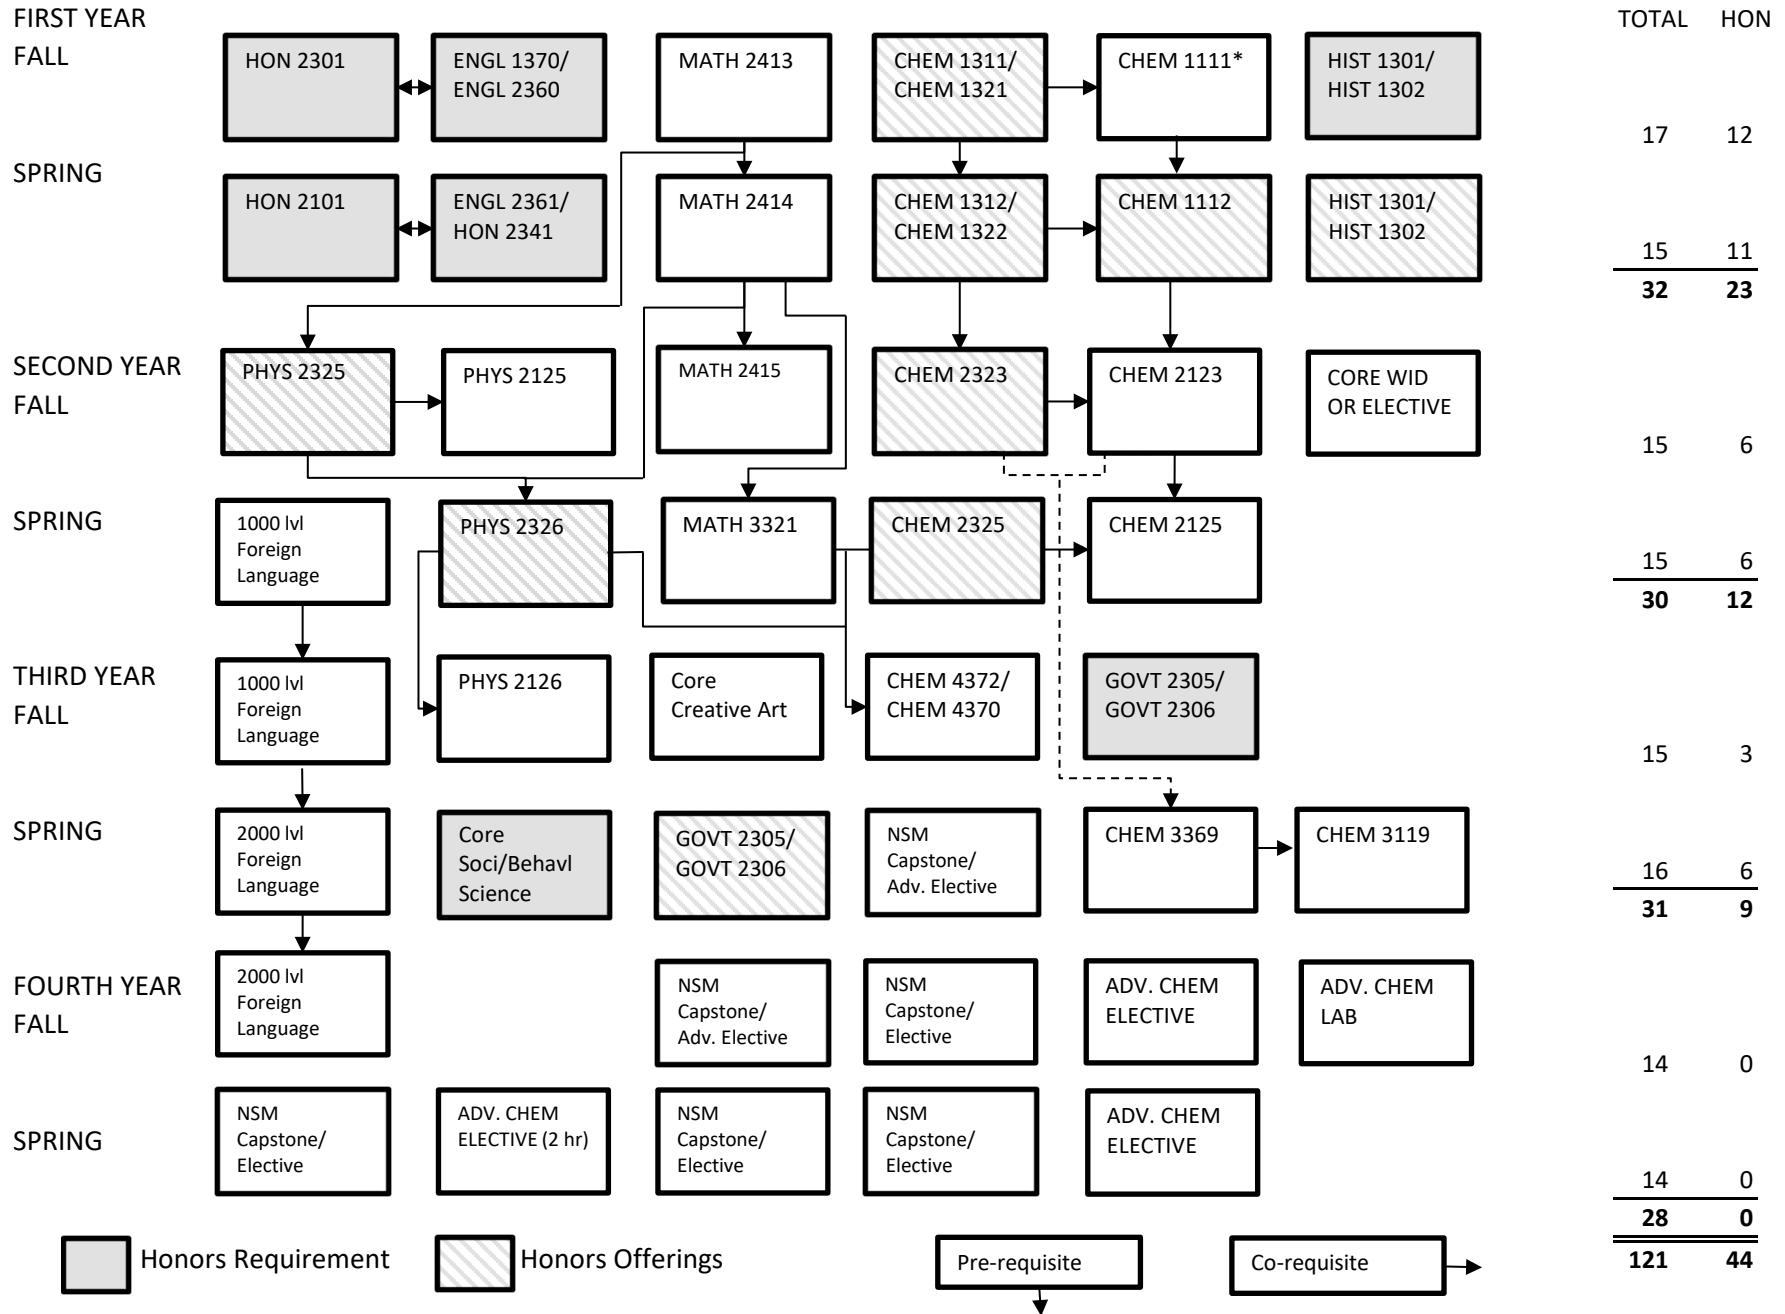 FIRST YEAR
FALL
TOTAL HON
HON 2301
ENGL 1370/
ENGL 2360
MATH 2413
CHEM 1311/
CHEM 1321
CHEM 1111*
HIST 1301/
HIST 1302
17 12
SPRING
HON 2101
ENGL 2361/
HON 2341
MATH 2414
CHEM 1312/
CHEM 1322
CHEM 1112
HIST 1301/
HIST 1302
15 11
32 23
SECOND YEAR
FALL
PHYS 2325
PHYS 2125
MATH 2415
CHEM 2323
CHEM 2123
CORE WID
OR ELECTIVE
15 6
SPRING
1000 lvl
Foreign
Language
PHYS 2326
MATH 3321
CHEM 2325
CHEM 2125
15 6
30 12
THIRD YEAR
FALL
1000 lvl
Foreign
Language
PHYS 2126
Core
Creative Art
CHEM 4372/
CHEM 4370
GOVT 2305/
GOVT 2306
15 3
SPRING
2000 lvl
Foreign
Language
Core
Soci/Behavl
Science
GOVT 2305/
GOVT 2306
NSM
Capstone/
Adv. Elective
CHEM 3369
CHEM 3119
16 6
31 9
FOURTH YEAR
FALL
2000 lvl
Foreign
Language
NSM
Capstone/
Adv. Elective
NSM
Capstone/
Elective
ADV. CHEM
ELECTIVE
ADV. CHEM
LAB
14 0
SPRING
NSM
Capstone/
Elective
ADV. CHEM
ELECTIVE (2 hr)
NSM
Capstone/
Elective
NSM
Capstone/
Elective
ADV. CHEM
ELECTIVE
14 0
28 0
121 44
Honors Requirement
Honors Offerings
Pre-requisite
Co-requisite